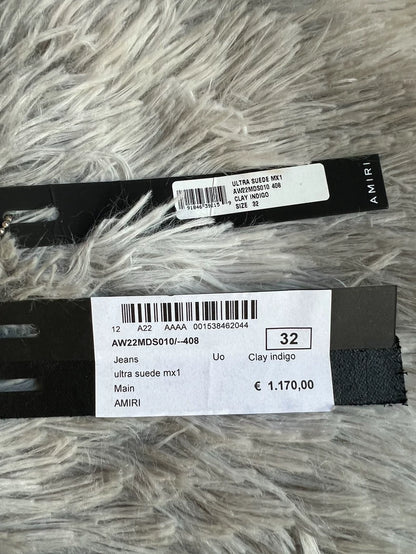 ULTRA SUEDE MX1
AW22MDS010 408
CLAY INDIGO
SIZE 32
AMIRI
12 A22 AAAA 001538462044
AW22MDS010/--408
32
Jeans Uo Clay indigo
ultra suede mx1
Main € 1.170,00
AMIRI